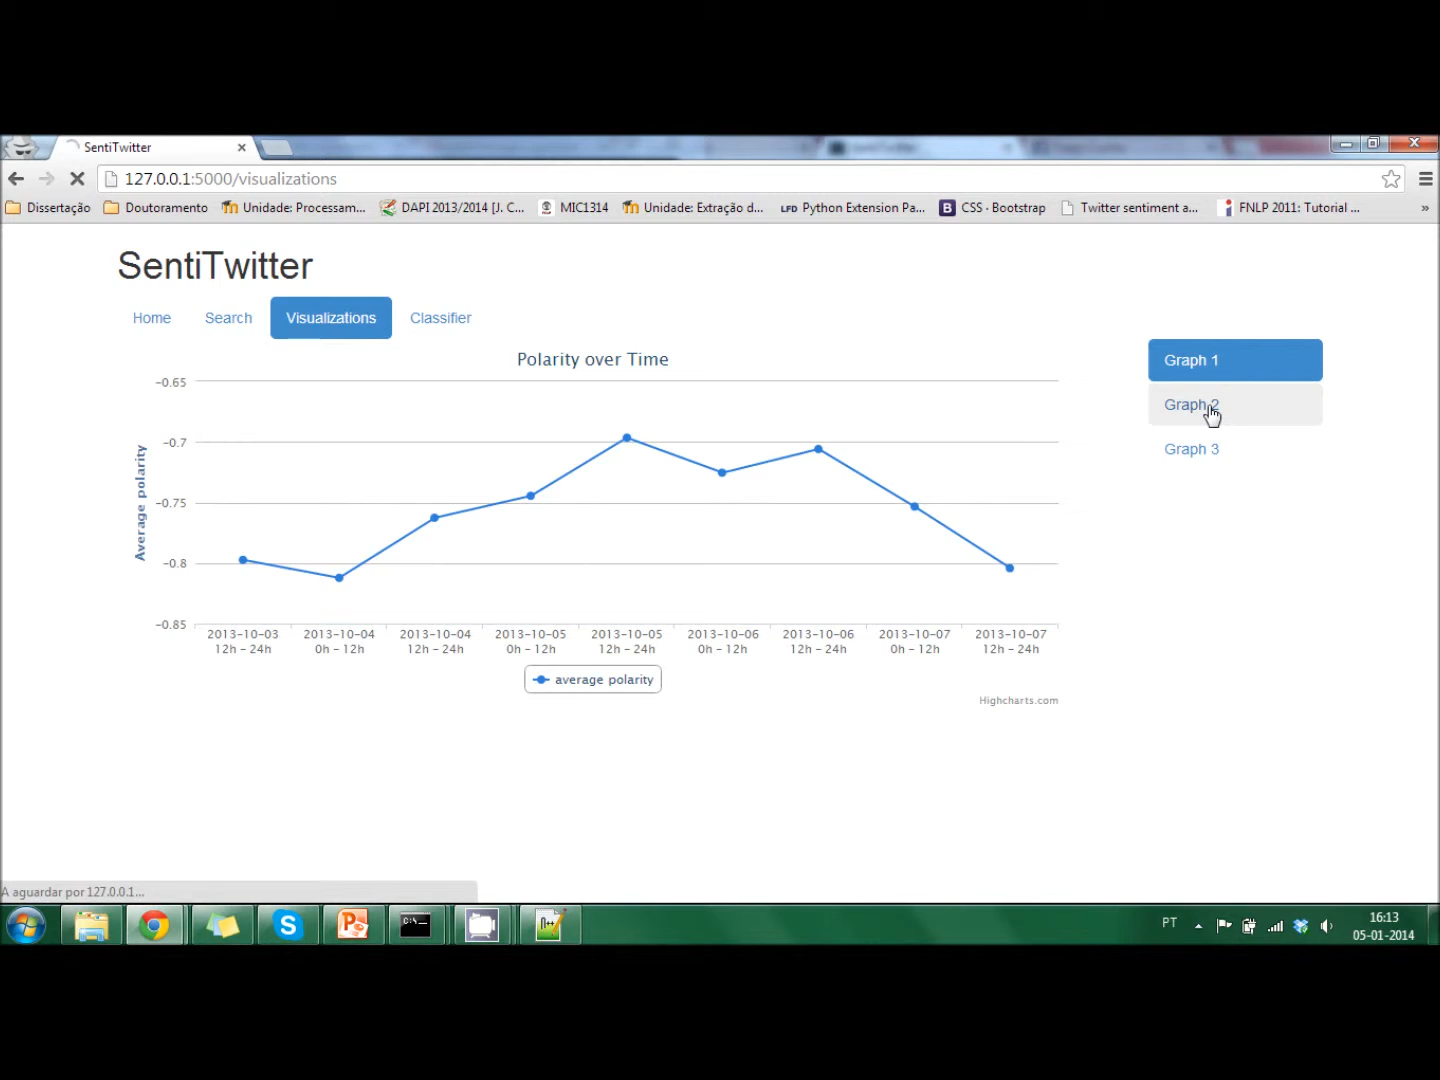 SentiTwitter
127.0.0.1:5000/visualizations
Dissertação Doutoramento Unidade: Processam... DAPI 2013/2014 [J. C... MIC1314 Unidade: Extração d... LFD Python Extension Pa... B CSS · Bootstrap Twitter sentiment a... FNLP 2011: Tutorial ... »
SentiTwitter
Home Search Visualizations Classifier
Polarity over Time
Graph 1
Graph 2
Graph 3
Average polarity
-0.65
-0.7
-0.75
-0.8
-0.85
2013-10-03 2013-10-04 2013-10-04 2013-10-05 2013-10-05 2013-10-06 2013-10-06 2013-10-07 2013-10-07
12h - 24h 0h - 12h 12h - 24h 0h - 12h 12h - 24h 0h - 12h 12h - 24h 0h - 12h 12h - 24h
average polarity
Highcharts.com
A aguardar por 127.0.0.1...
PT 16:13
05-01-2014